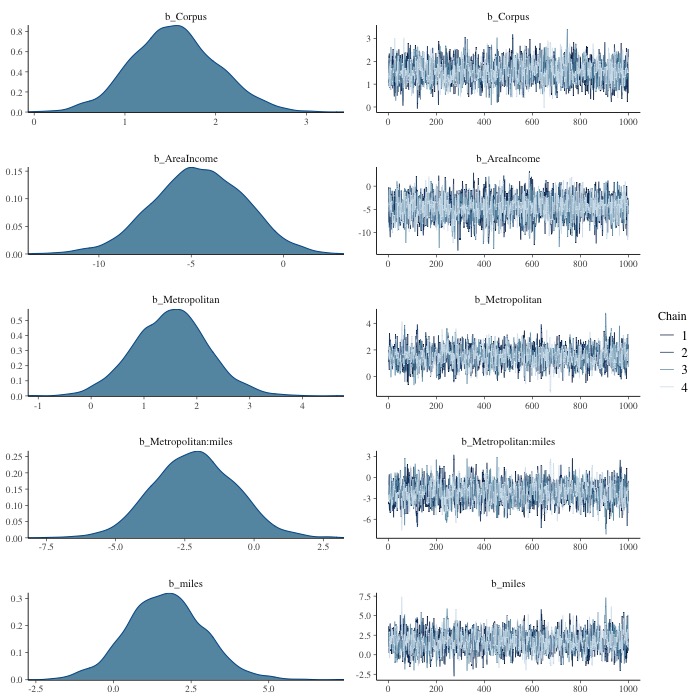 b_Corpus
b_Corpus
0.8
0.6
0.4
0.2
0.0
0 1 2 3
3
2
1
0
0 200 400 600 800 1000
b_AreaIncome
b_AreaIncome
0.15
0.10
0.05
0.00
-10 -5 0
0
-5
-10
0 200 400 600 800 1000
b_Metropolitan
b_Metropolitan
0.5
0.4
0.3
0.2
0.1
0.0
-1 0 1 2 3 4
4
2
0
0 200 400 600 800 1000
Chain
1
2
3
4
b_Metropolitan:miles
b_Metropolitan:miles
0.25
0.20
0.15
0.10
0.05
0.00
-7.5 -5.0 -2.5 0.0 2.5
3
0
-3
-6
0 200 400 600 800 1000
b_miles
b_miles
0.3
0.2
0.1
0.0
-2.5 0.0 2.5 5.0
7.5
5.0
2.5
0.0
-2.5
0 200 400 600 800 1000